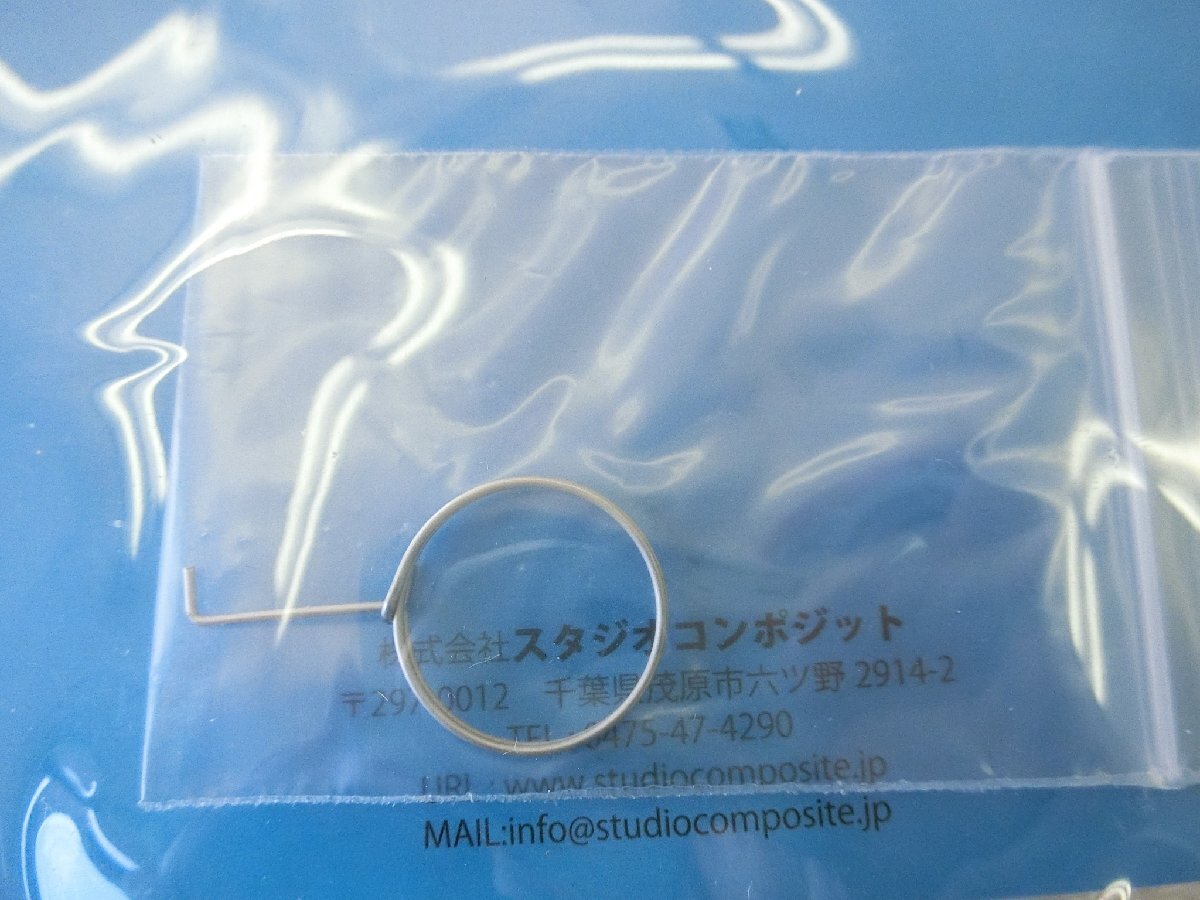 株式会社スタジオコンポジット
〒297-0012 千葉県茂原市六ツ野 2914-2
TEL : 0475-47-4290
URL : www.studiocomposite.jp
MAIL:info@studiocomposite.jp